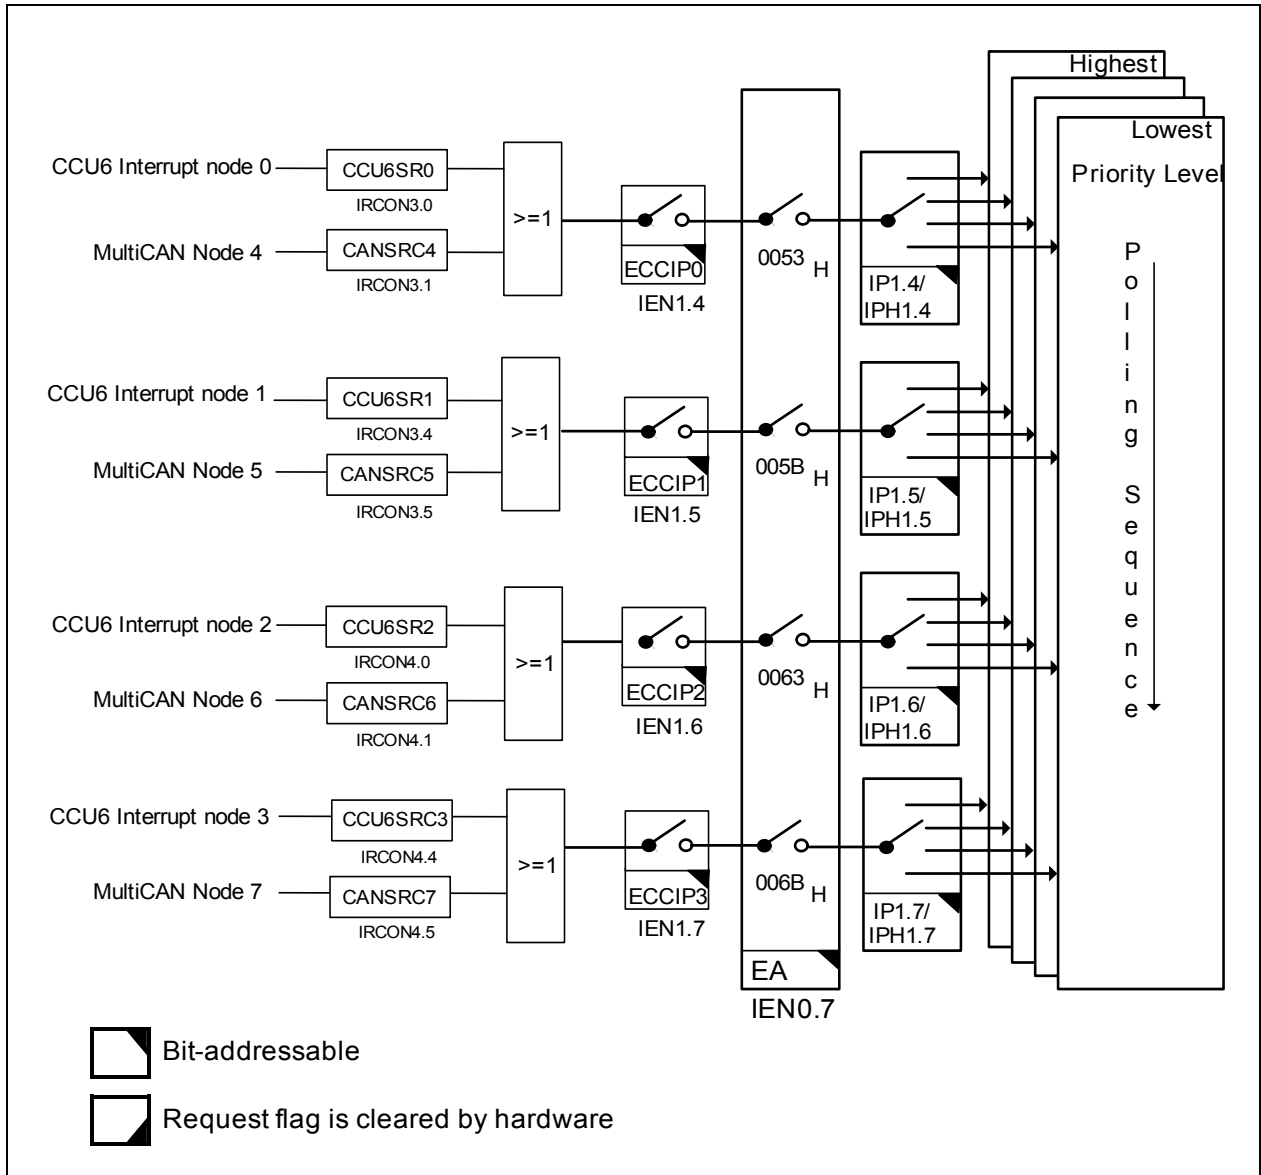 Highest
Lowest
Priority Level
Polling Sequence
CCU6 Interrupt node 0
CCU6SR0
IRCON3.0
MultiCAN Node 4
CANSRC4
IRCON3.1
>=1
ECCIP0
IEN1.4
0053 H
IP1.4/
IPH1.4
CCU6 Interrupt node 1
CCU6SR1
IRCON3.4
MultiCAN Node 5
CANSRC5
IRCON3.5
>=1
ECCIP1
IEN1.5
005B H
IP1.5/
IPH1.5
CCU6 Interrupt node 2
CCU6SR2
IRCON4.0
MultiCAN Node 6
CANSRC6
IRCON4.1
>=1
ECCIP2
IEN1.6
0063 H
IP1.6/
IPH1.6
CCU6 Interrupt node 3
CCU6SRC3
IRCON4.4
MultiCAN Node 7
CANSRC7
IRCON4.5
>=1
ECCIP3
IEN1.7
006B H
IP1.7/
IPH1.7
EA
IEN0.7
Bit-addressable
Request flag is cleared by hardware